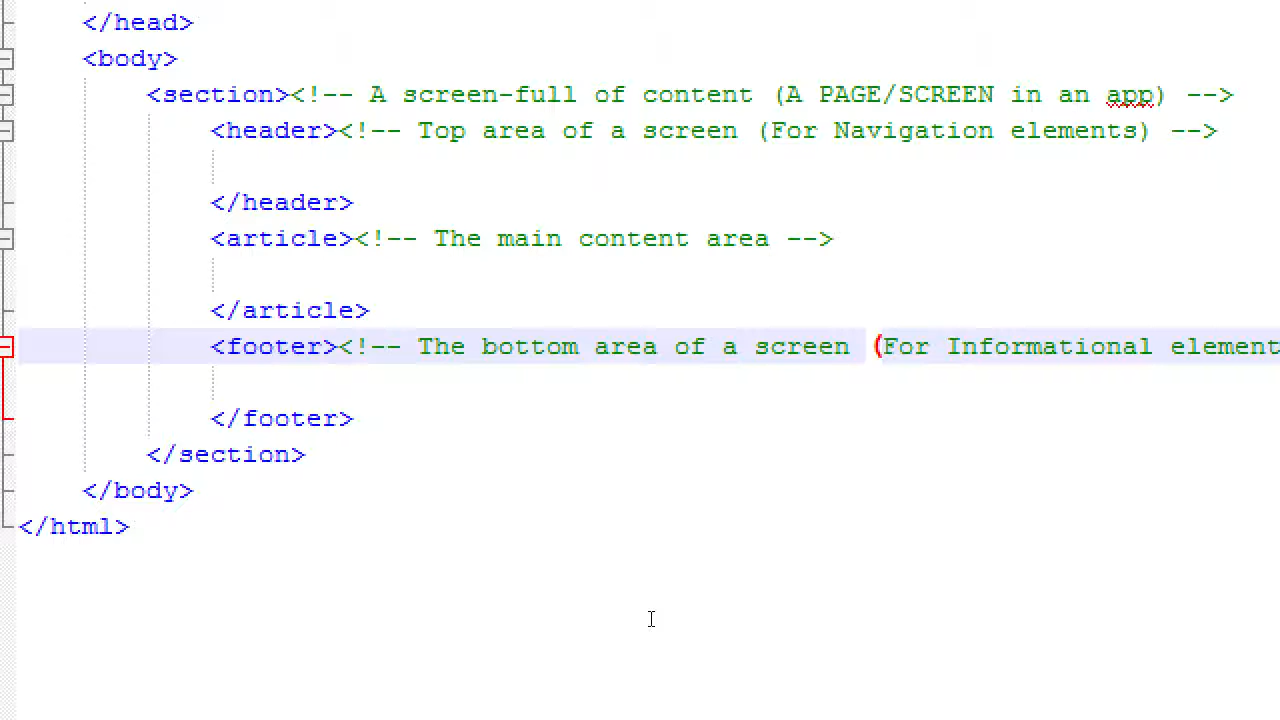 </head>
<body>
<section><!-- A screen-full of content (A PAGE/SCREEN in an app) -->
<header><!-- Top area of a screen (For Navigation elements) -->
</header>
<article><!-- The main content area -->
</article>
<footer><!-- The bottom area of a screen (For Informational element
</footer>
</section>
</body>
</html>